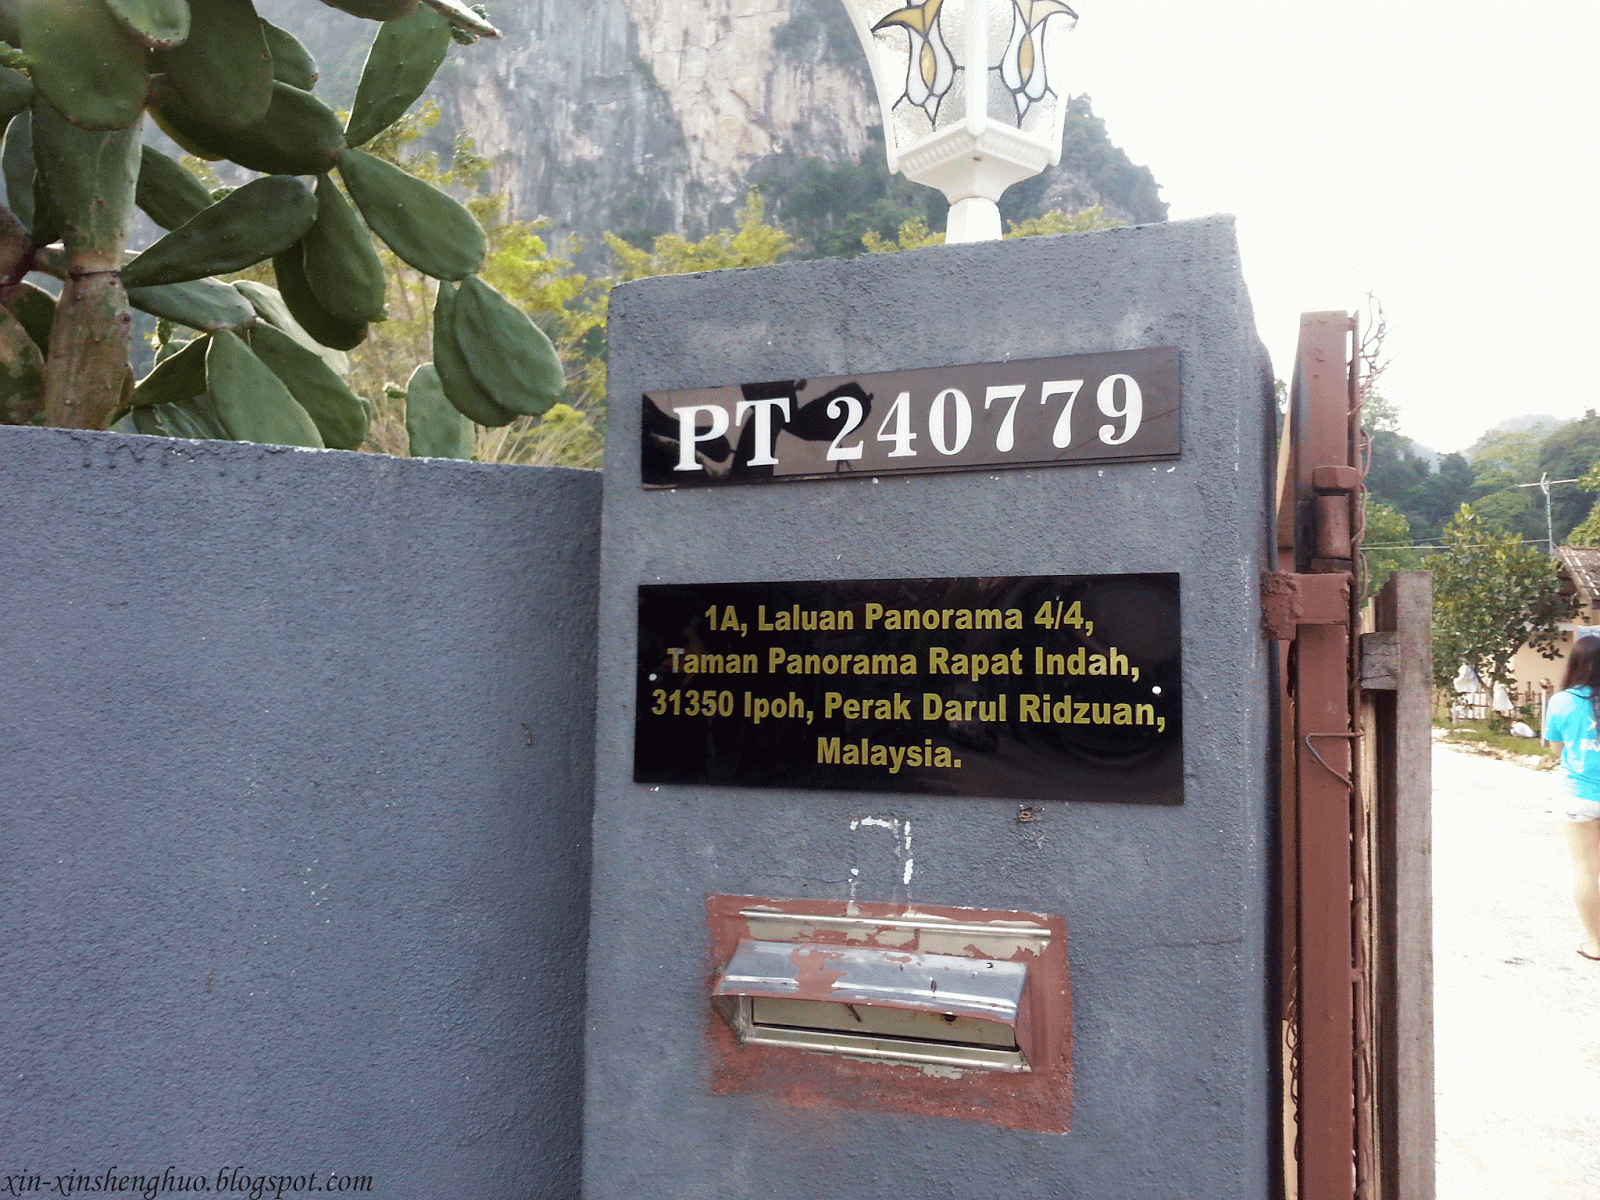 PT 240779
1A, Laluan Panorama 4/4,
Taman Panorama Rapat Indah,
31350 Ipoh, Perak Darul Ridzuan,
Malaysia.
xin-xinshenghuo.blogspot.com